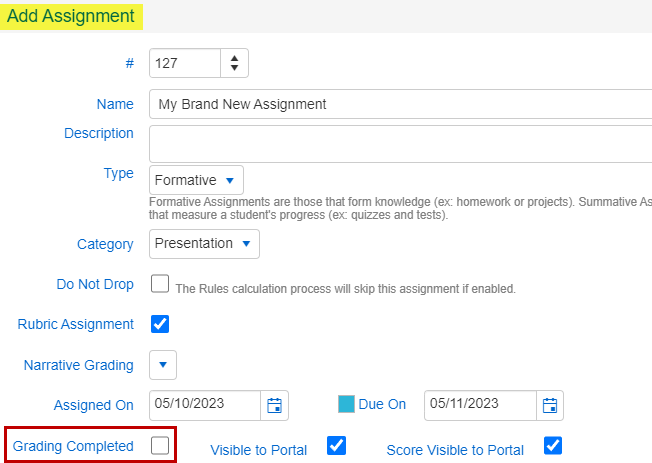 Add Assignment
# 127
Name My Brand New Assignment
Description
Type Formative
Formative Assignments are those that form knowledge (ex: homework or projects). Summative As
that measure a student's progress (ex: quizzes and tests).
Category Presentation
Do Not Drop The Rules calculation process will skip this assignment if enabled.
Rubric Assignment
Narrative Grading
Assigned On 05/10/2023 Due On 05/11/2023
Grading Completed Visible to Portal Score Visible to Portal